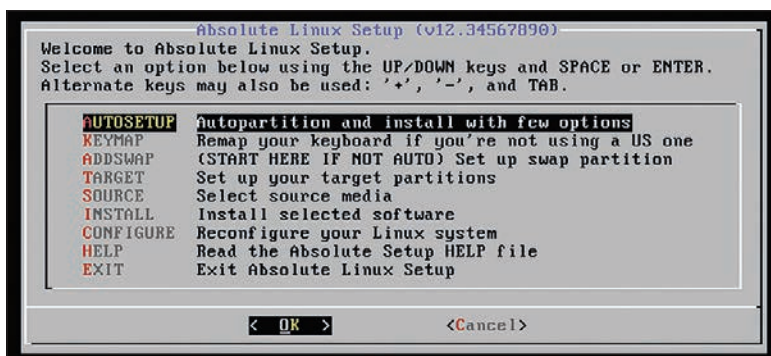 Absolute Linux Setup (v12.34567890)
Welcome to Absolute Linux Setup.
Select an option below using the UP/DOWN keys and SPACE or ENTER.
Alternate keys may also be used: '+', '-', and TAB.
AUTOSETUP Autopartition and install with few options
KEYMAP Remap your keyboard if you're not using a US one
ADDSWAP (START HERE IF NOT AUTO) Set up swap partition
TARGET Set up your target partitions
SOURCE Select source media
INSTALL Install selected software
CONFIGURE Reconfigure your Linux system
HELP Read the Absolute Setup HELP file
EXIT Exit Absolute Linux Setup
< OK > <Cancel>